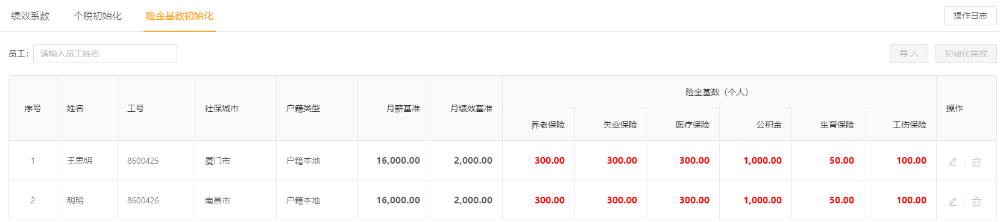 绩效系数 个税初始化 险金基数初始化 操作日志
员工: 请输入员工姓名 导 入 初始化完成
险金基数（个人）
序号 姓名 工号 社保城市 户籍类型 月薪基准 月绩效基准 操作
养老保险 失业保险 医疗保险 公积金 生育保险 工伤保险
1 王思明 8600425 厦门市 户籍本地 16,000.00 2,000.00 300.00 300.00 300.00 1,000.00 50.00 100.00
2 明明 8600426 南昌市 户籍本地 16,000.00 2,000.00 300.00 300.00 300.00 1,000.00 50.00 100.00